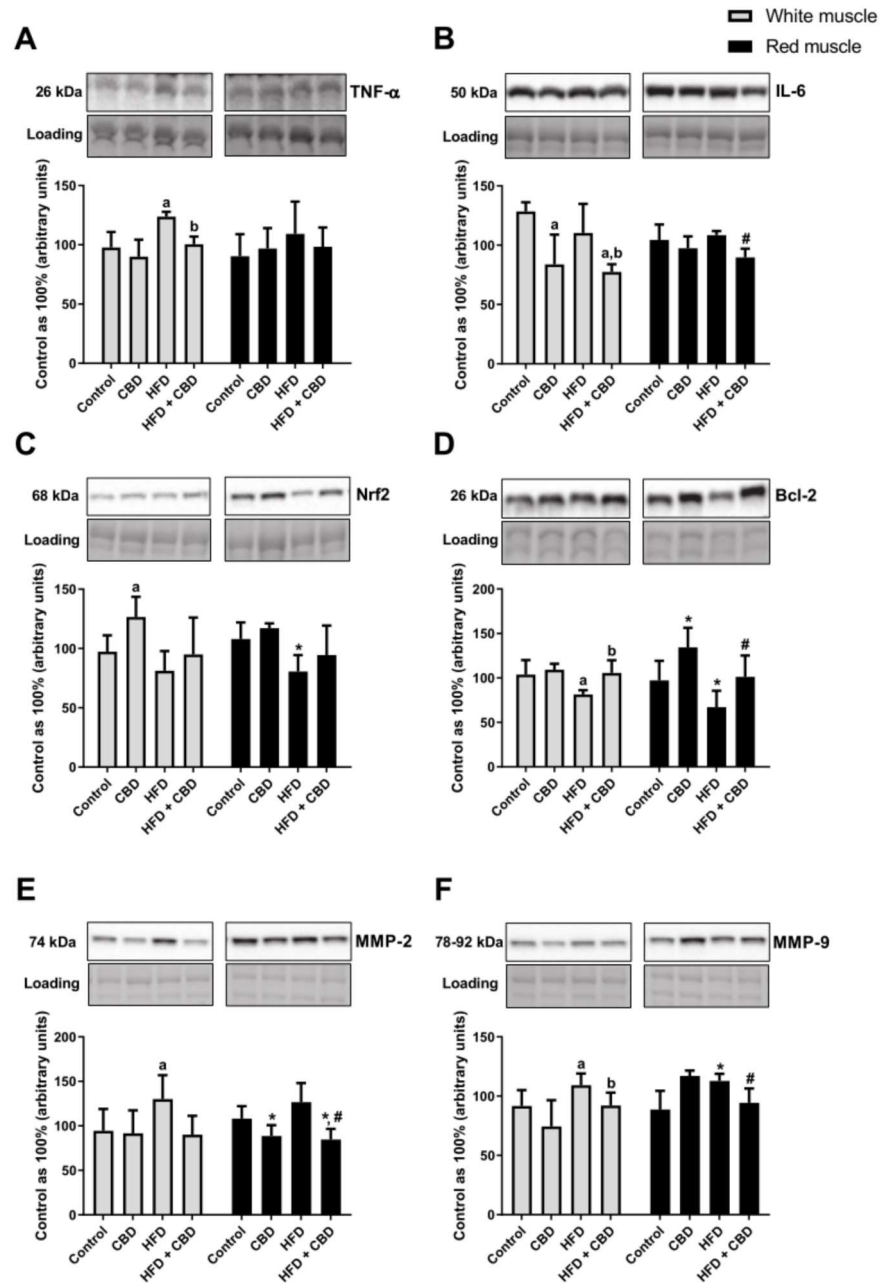 White muscle
Red muscle
A
26 kDa
TNF-α
Loading
Control as 100% (arbitrary units)
150
100
50
0
a
b
Control
CBD
HFD
HFD + CBD
Control
CBD
HFD
HFD + CBD
B
50 kDa
IL-6
Loading
Control as 100% (arbitrary units)
150
100
50
0
a
a,b
#
Control
CBD
HFD
HFD + CBD
Control
CBD
HFD
HFD + CBD
C
68 kDa
Nrf2
Loading
Control as 100% (arbitrary units)
150
100
50
0
a
*
Control
CBD
HFD
HFD + CBD
Control
CBD
HFD
HFD + CBD
D
26 kDa
Bcl-2
Loading
Control as 100% (arbitrary units)
200
150
100
50
0
a
b
*
*
#
Control
CBD
HFD
HFD + CBD
Control
CBD
HFD
HFD + CBD
E
74 kDa
MMP-2
Loading
Control as 100% (arbitrary units)
200
150
100
50
0
a
*
*, #
Control
CBD
HFD
HFD + CBD
Control
CBD
HFD
HFD + CBD
F
78-92 kDa
MMP-9
Loading
Control as 100% (arbitrary units)
150
100
50
0
a
b
*
#
Control
CBD
HFD
HFD + CBD
Control
CBD
HFD
HFD + CBD